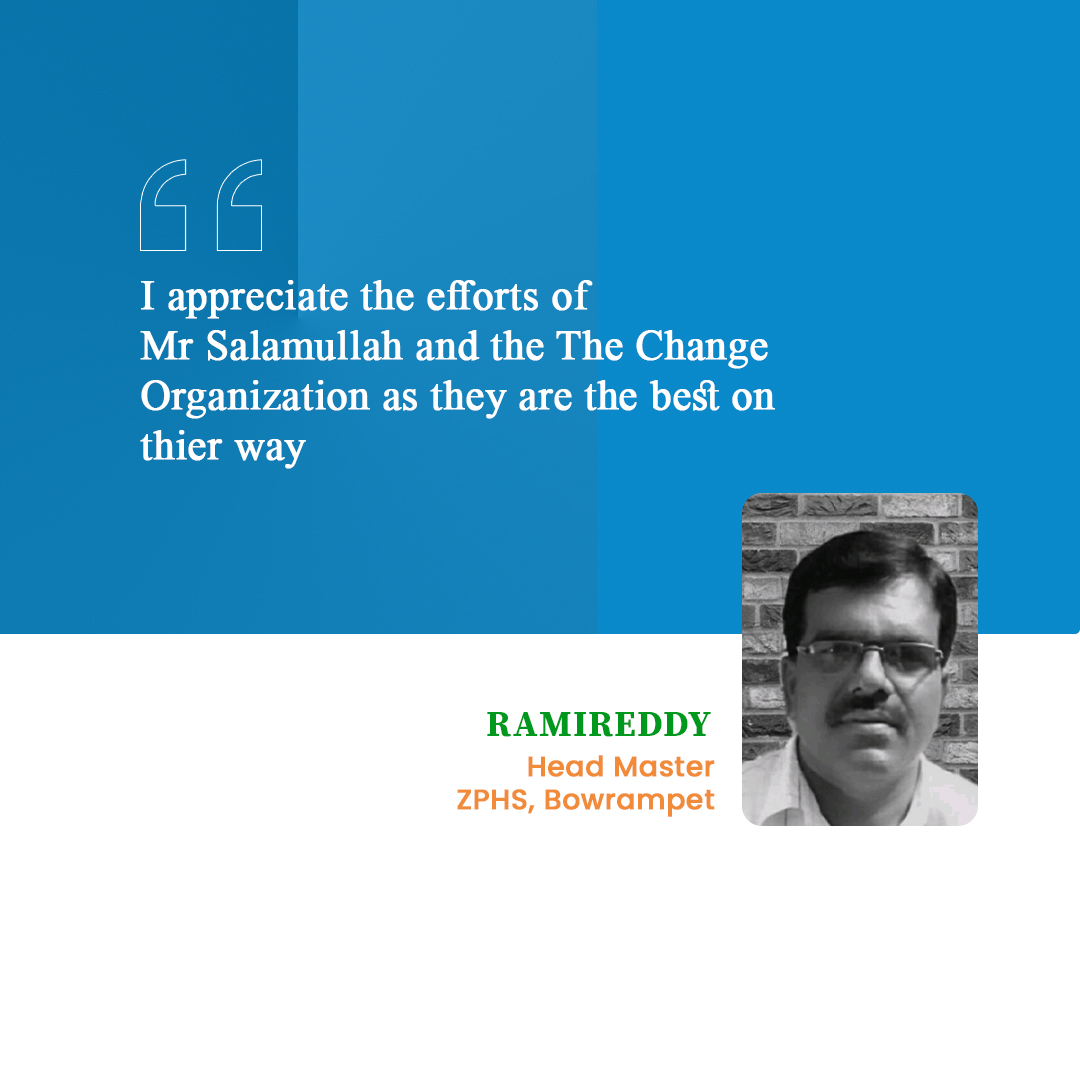 I appreciate the efforts of
Mr Salamullah and the The Change
Organization as they are the best on
thier way
RAMIREDDY
Head Master
ZPHS, Bowrampet